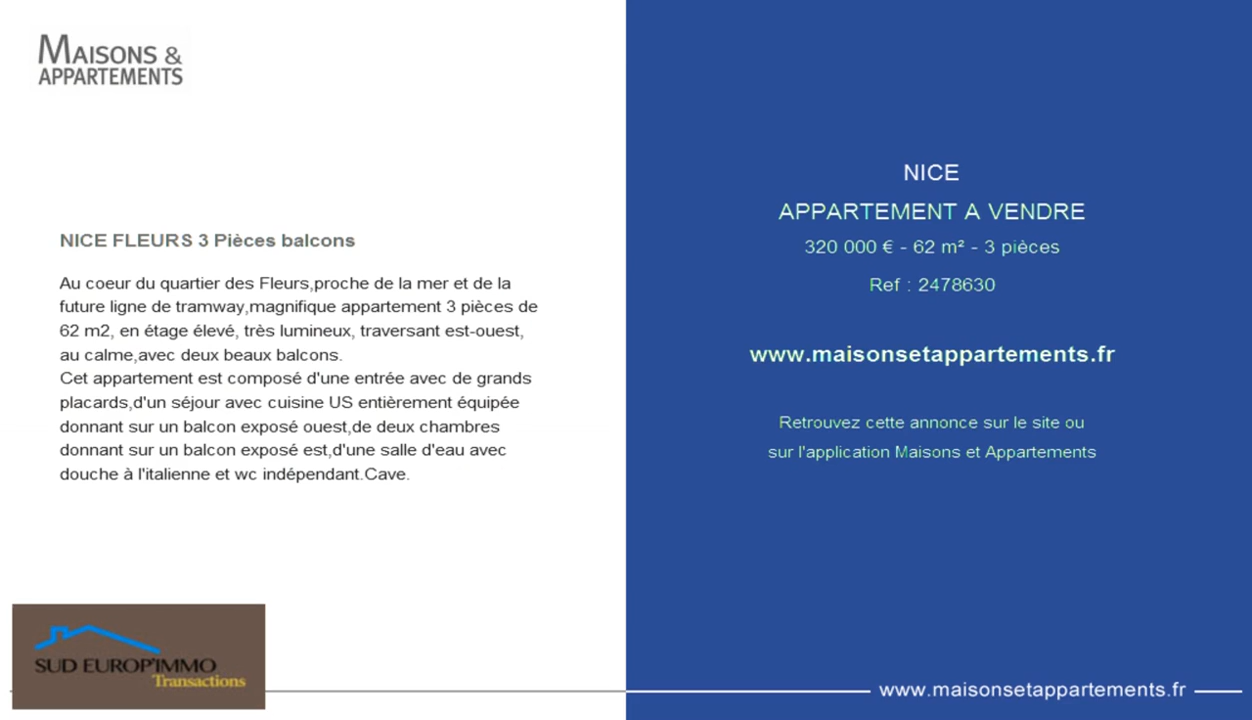 MAISONS &
APPARTEMENTS
NICE FLEURS 3 Pièces balcons
Au coeur du quartier des Fleurs,proche de la mer et de la
future ligne de tramway,magnifique appartement 3 pièces de
62 m2, en étage élevé, très lumineux, traversant est-ouest,
au calme,avec deux beaux balcons.
Cet appartement est composé d'une entrée avec de grands
placards,d'un séjour avec cuisine US entièrement équipée
donnant sur un balcon exposé ouest,de deux chambres
donnant sur un balcon exposé est,d'une salle d'eau avec
douche à l'italienne et wc indépendant.Cave.
SUD EUROP'IMMO
Transactions
NICE
APPARTEMENT A VENDRE
320 000 € - 62 m² - 3 pièces
Ref : 2478630
www.maisonsetappartements.fr
Retrouvez cette annonce sur le site ou
sur l'application Maisons et Appartements
www.maisonsetappartements.fr